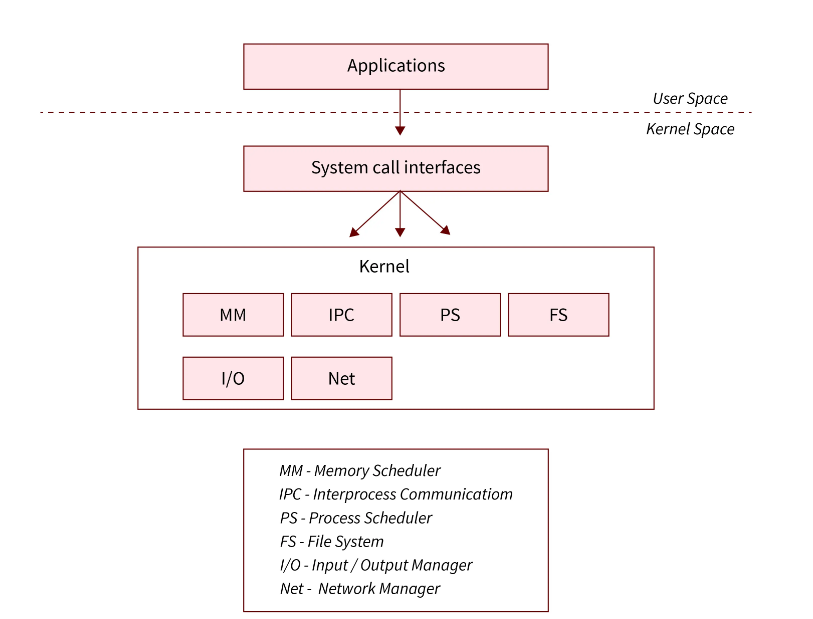 Applications
User Space
Kernel Space
System call interfaces
Kernel
MM
IPC
PS
FS
I/O
Net
MM - Memory Scheduler
IPC - Interprocess Communicatiom
PS - Process Scheduler
FS - File System
I/O - Input / Output Manager
Net - Network Manager